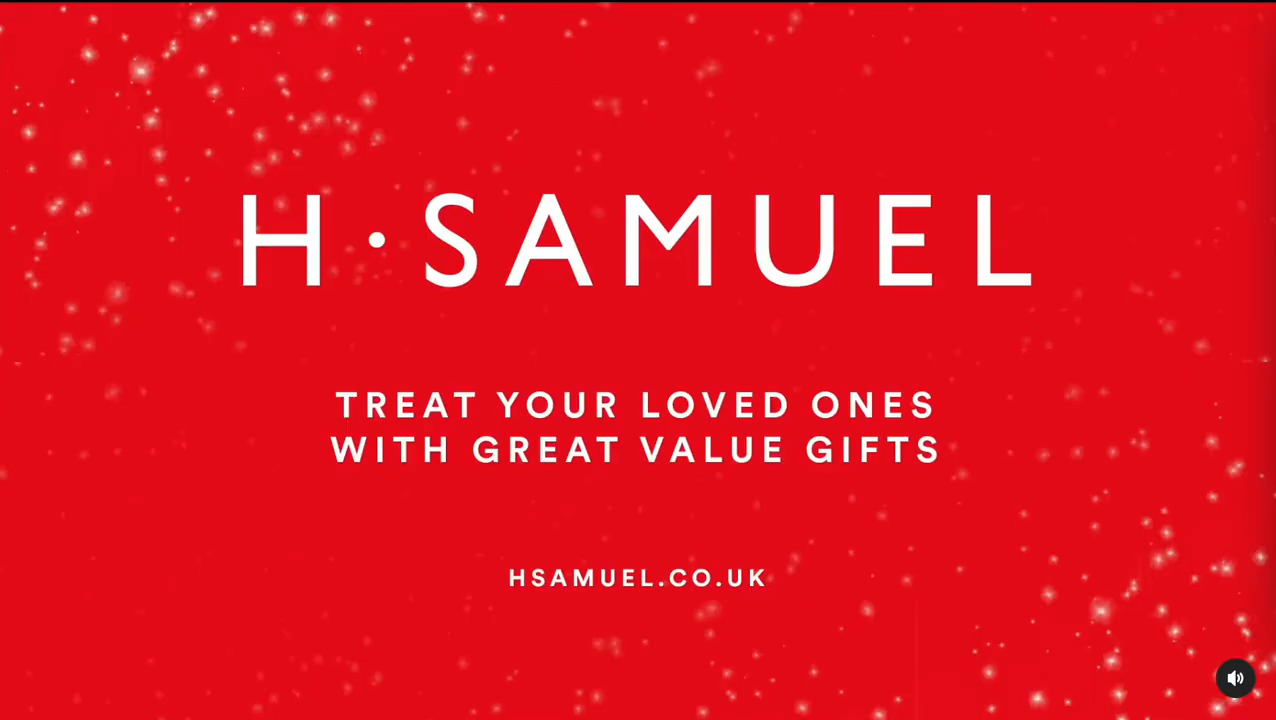 H·SAMUEL
TREAT YOUR LOVED ONES
WITH GREAT VALUE GIFTS
HSAMUEL.CO.UK